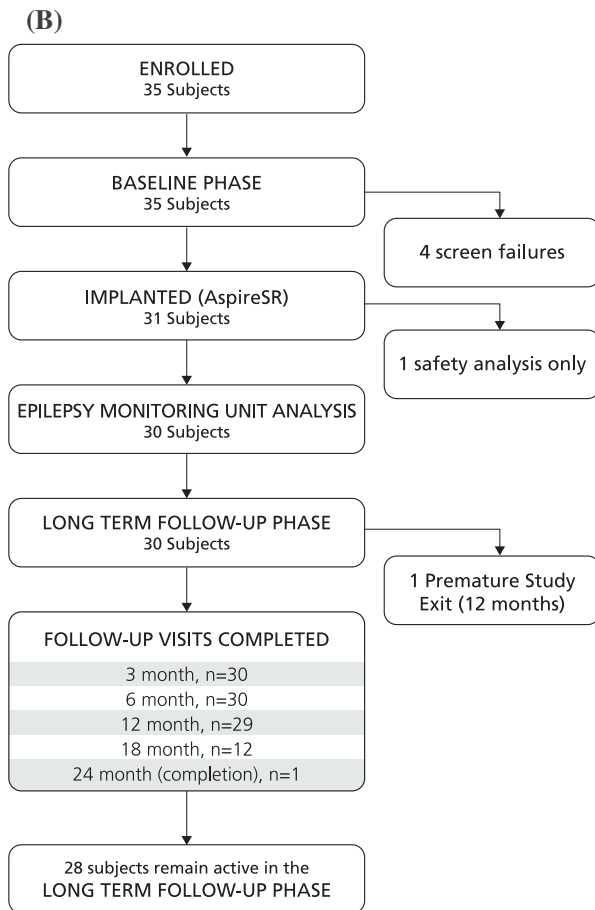 (B)
ENROLLED
35 Subjects
BASELINE PHASE
35 Subjects
4 screen failures
IMPLANTED (AspireSR)
31 Subjects
1 safety analysis only
EPILEPSY MONITORING UNIT ANALYSIS
30 Subjects
LONG TERM FOLLOW-UP PHASE
30 Subjects
1 Premature Study
Exit (12 months)
FOLLOW-UP VISITS COMPLETED
3 month, n=30
6 month, n=30
12 month, n=29
18 month, n=12
24 month (completion), n=1
28 subjects remain active in the
LONG TERM FOLLOW-UP PHASE